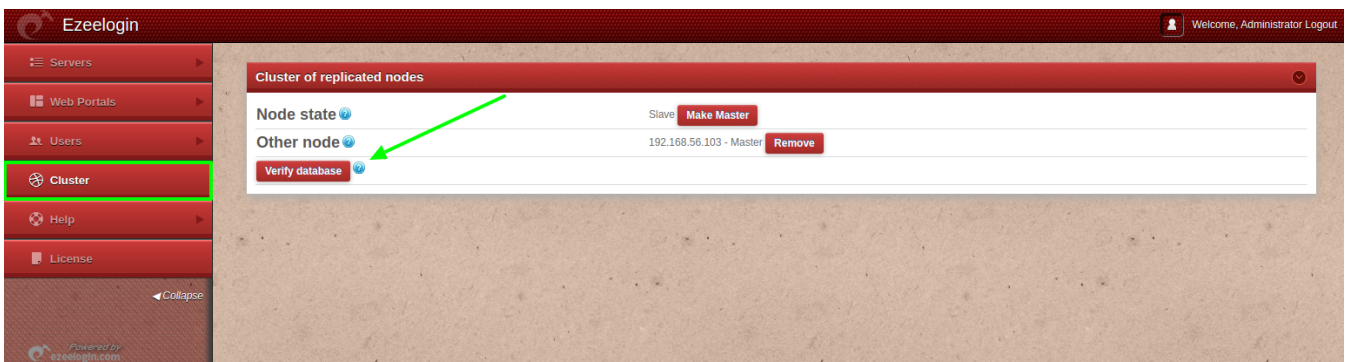 Ezeelogin
Welcome, Administrator Logout
Servers
Web Portals
Users
Cluster
Help
License
Collapse
Powered by
ezeelogin.com
Cluster of replicated nodes
Node state
Slave Make Master
Other node
192.168.56.103 - Master Remove
Verify database